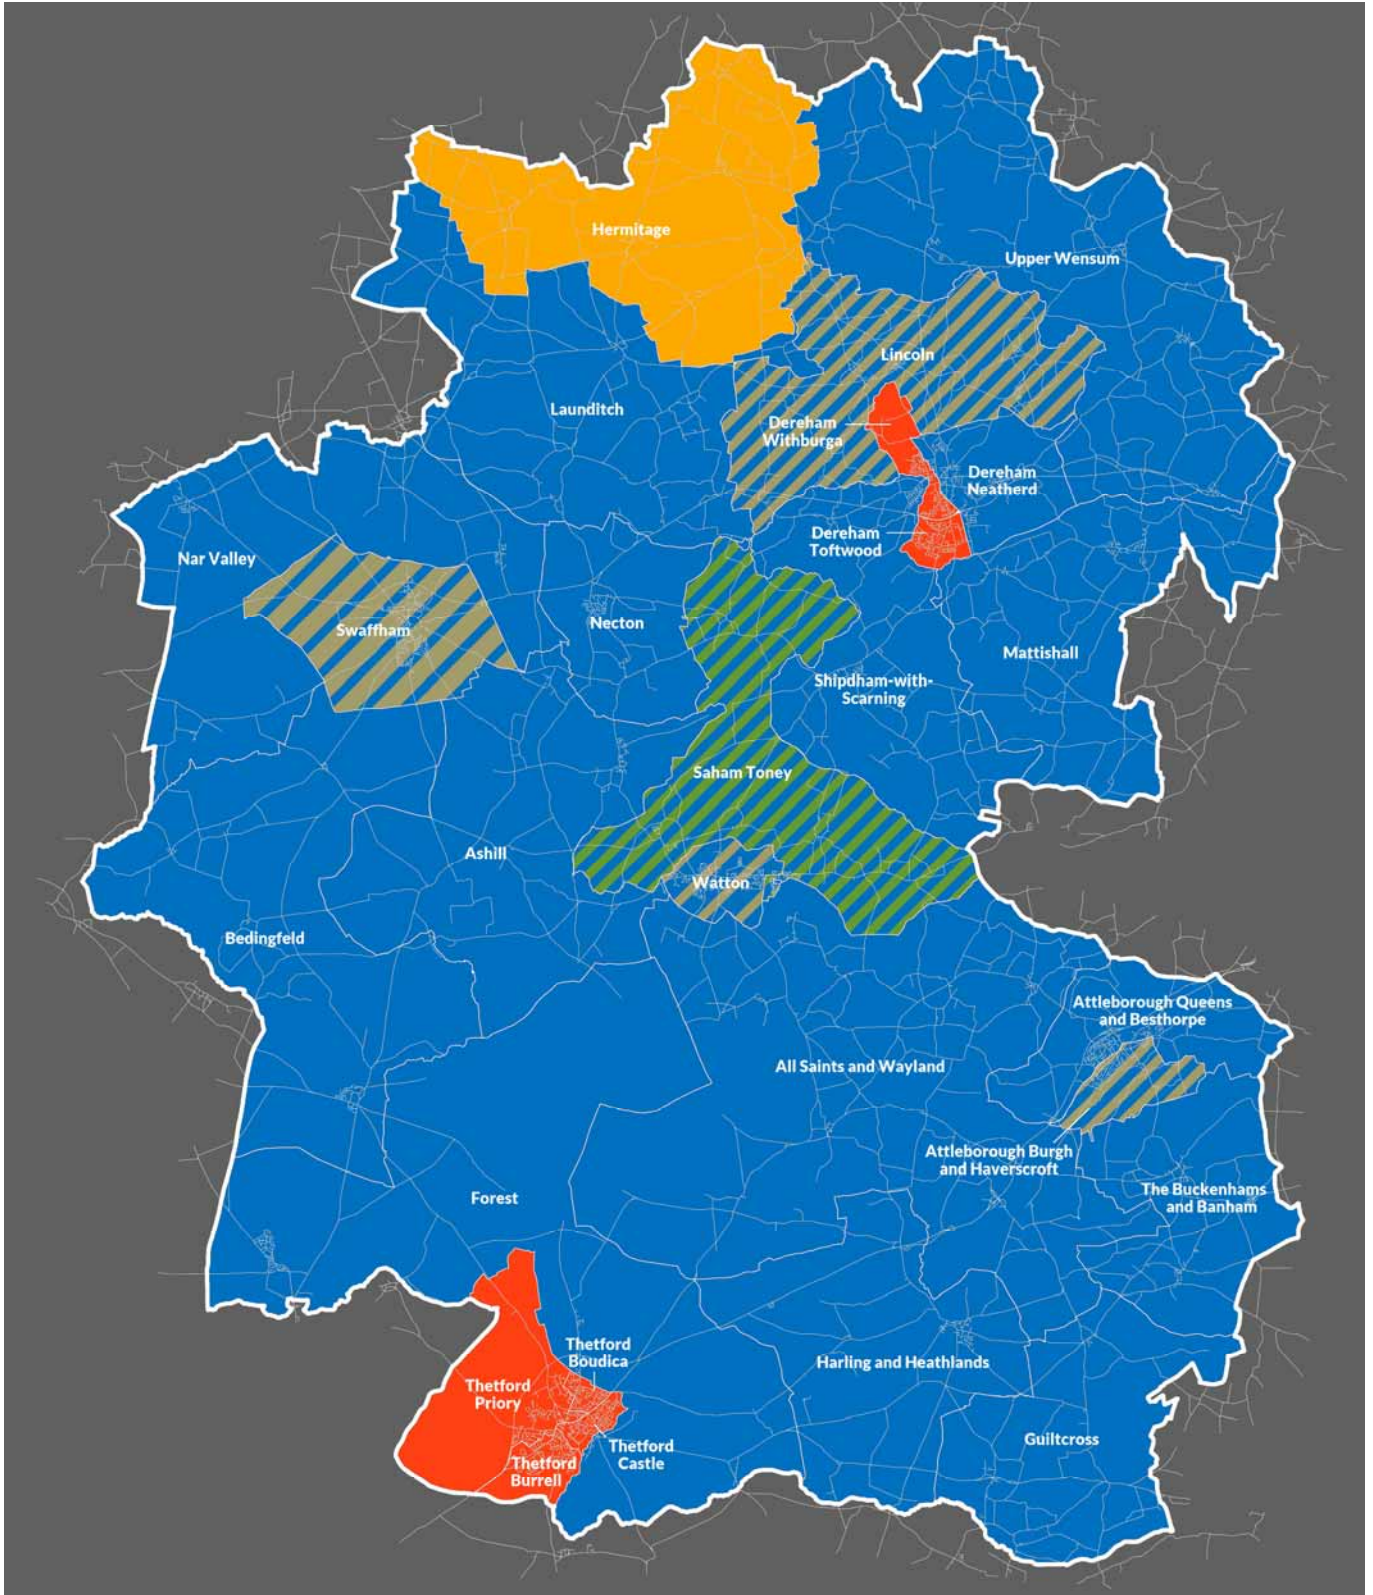 Hermitage
Upper Wensum
Lincoln
Launditch
Dereham
Withburga
Dereham
Neatherd
Dereham
Toftwood
Nar Valley
Swaffham
Necton
Mattishall
Shipdham-with-
Scarning
Saham Toney
Ashill
Watton
Bedingfeld
Attleborough Queens
and Besthorpe
All Saints and Wayland
Attleborough Burgh
and Haverscroft
The Buckenhams
and Banham
Forest
Thetford
Boudica
Harling and Heathlands
Thetford
Priory
Guiltcross
Thetford
Castle
Thetford
Burrell